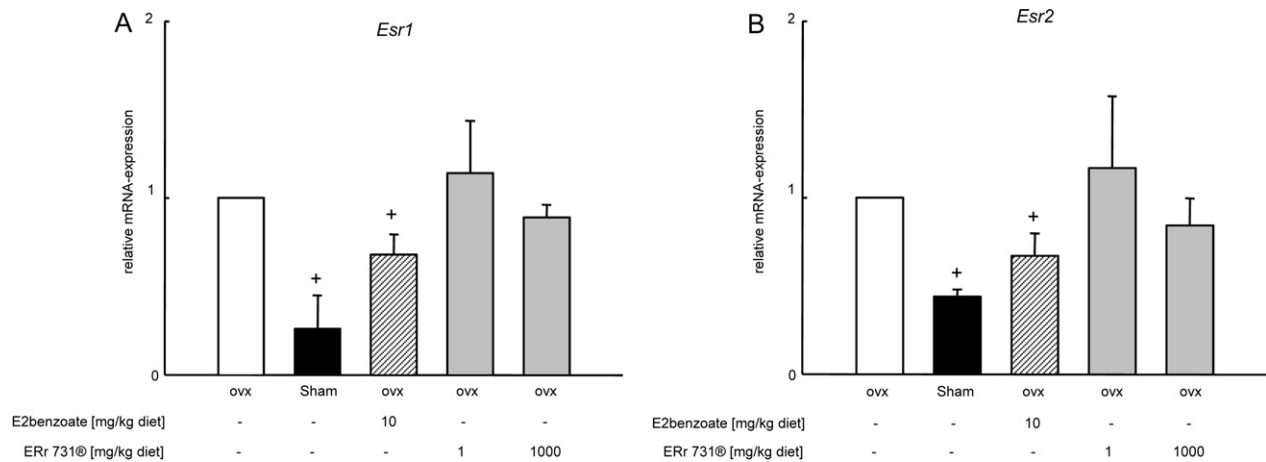 A
Esr1
2
1
0
relative mRNA-expression
+
+
ovx Sham ovx ovx ovx
E2benzoate [mg/kg diet] - - 10 - -
ERr 731® [mg/kg diet] - - - 1 1000
B
Esr2
2
1
0
relative mRNA-expression
+
+
ovx Sham ovx ovx ovx
E2benzoate [mg/kg diet] - - 10 - -
ERr 731® [mg/kg diet] - - - 1 1000